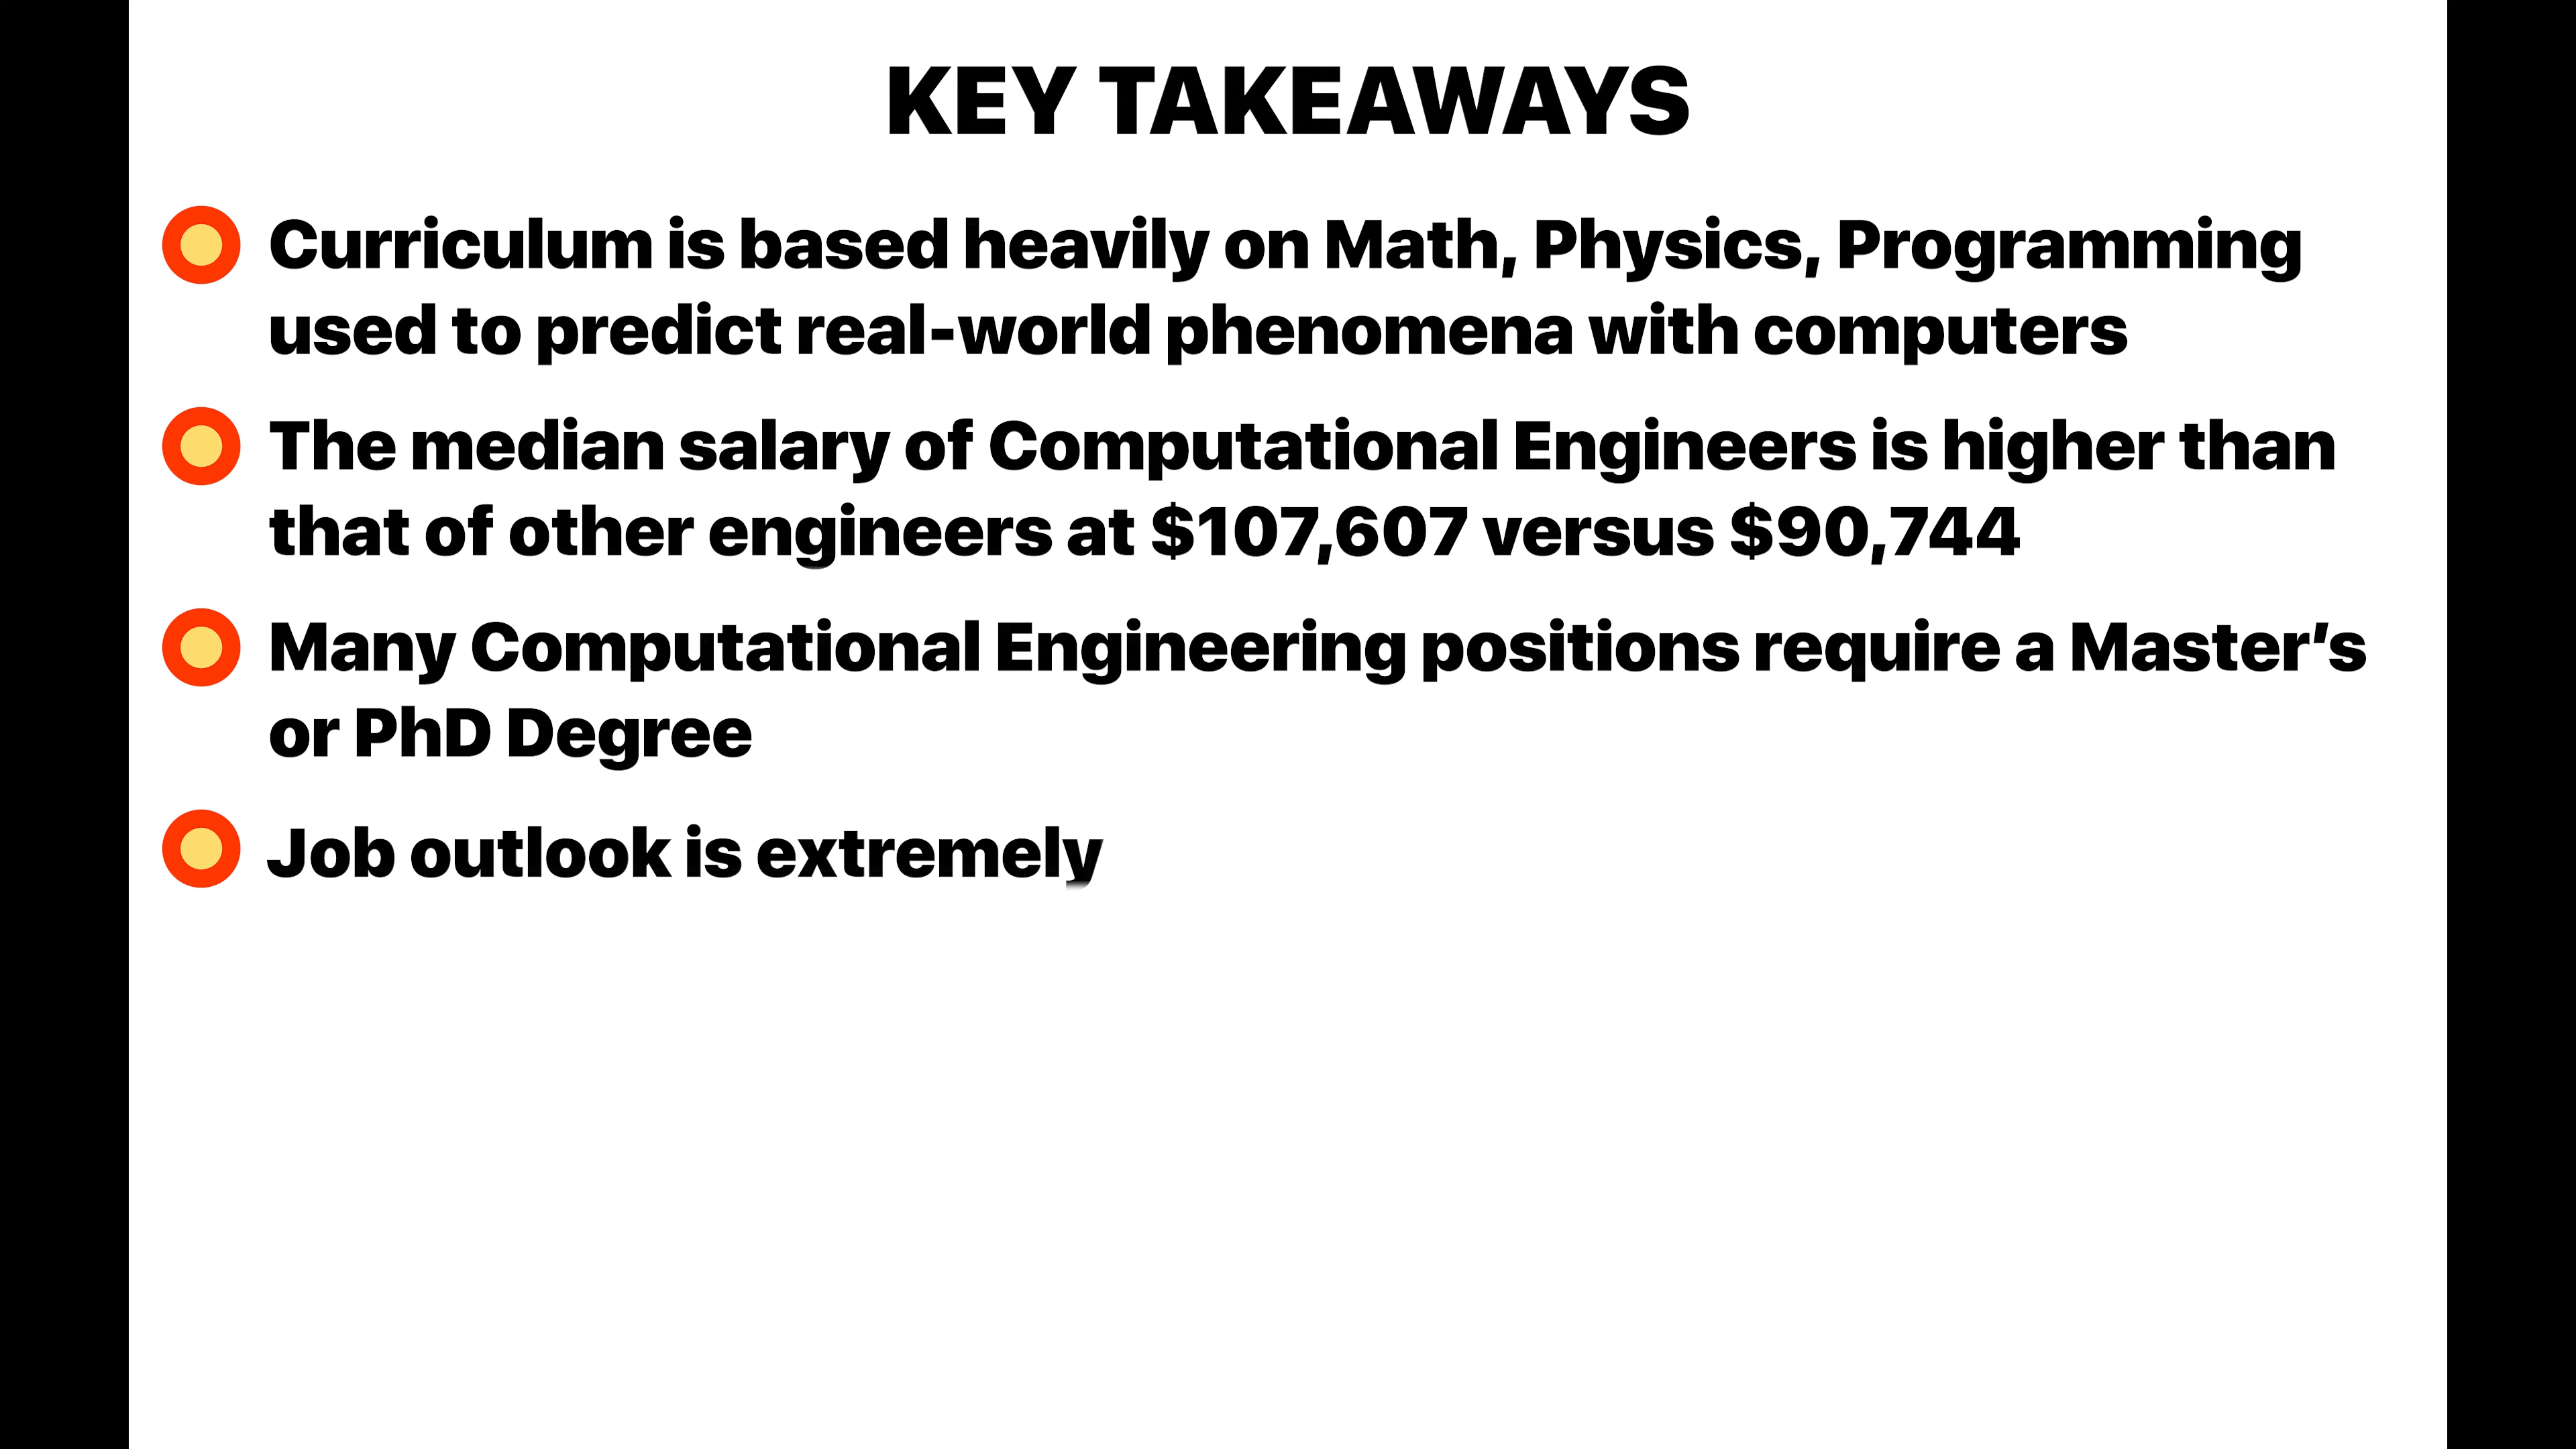 KEY TAKEAWAYS
Curriculum is based heavily on Math, Physics, Programming
used to predict real-world phenomena with computers
The median salary of Computational Engineers is higher than
that of other engineers at $107,607 versus $90,744
Many Computational Engineering positions require a Master’s
or PhD Degree
Job outlook is extremely